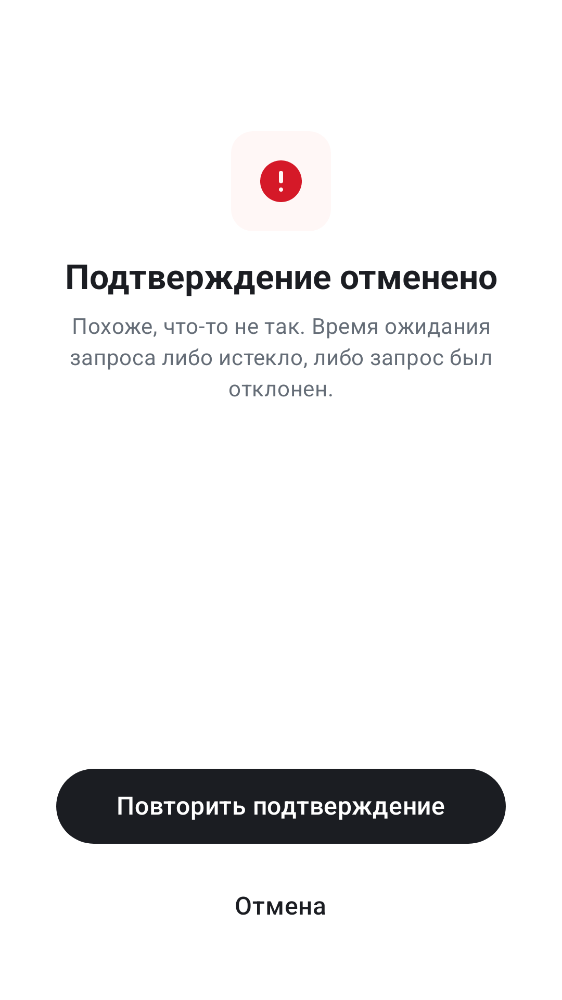 Подтверждение отменено
Похоже, что-то не так. Время ожидания
запроса либо истекло, либо запрос был
отклонен.
Повторить подтверждение
Отмена